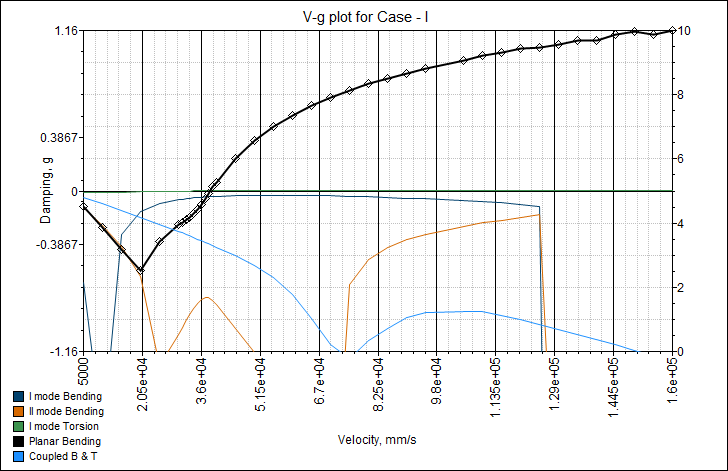 V-g plot for Case - I
1.16
0.3867
0
-0.3867
-1.16
Damping, g
10
8
6
4
2
0
5000
2.05e+04
3.6e+04
5.15e+04
6.7e+04
8.25e+04
9.8e+04
1.135e+05
1.29e+05
1.445e+05
1.6e+05
Velocity, mm/s
I mode Bending
II mode Bending
I mode Torsion
Planar Bending
Coupled B & T